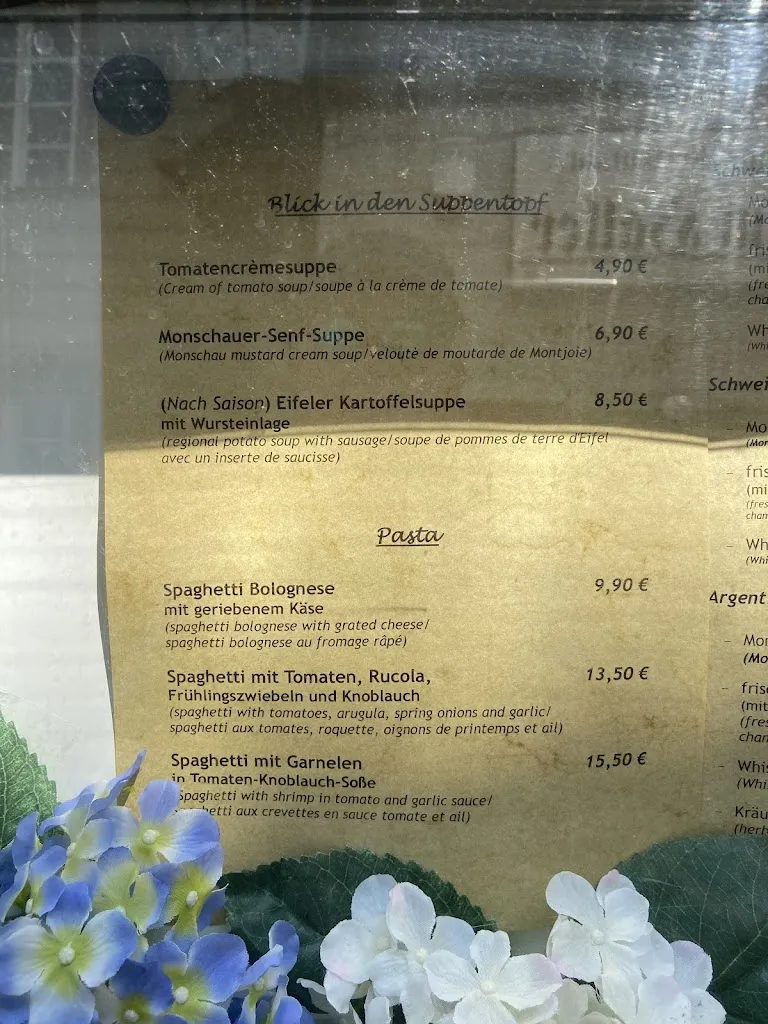 Blick in den Suppentopf
Tomatencrèmesuppe 4,90 €
(Cream of tomato soup/soupe à la crème de tomate)
Monschauer-Senf-Suppe 6,90 €
(Monschau mustard cream soup/veloutè de moutarde de Montjoie)
(Nach Saison) Eifeler Kartoffelsuppe 8,50 €
mit Wursteinlage
(regional potato soup with sausage/soupe de pommes de terre d'Eifel
avec un inserte de saucisse)
Pasta
Spaghetti Bolognese 9,90 €
mit geriebenem Käse
(spaghetti bolognese with grated cheese/
spaghetti bolognese au fromage râpé)
Spaghetti mit Tomaten, Rucola, 13,50 €
Frühlingszwiebeln und Knoblauch
(spaghetti with tomatoes, arugula, spring onions and garlic/
spaghetti aux tomates, roquette, oignons de printemps et ail)
Spaghetti mit Garnelen 15,50 €
in Tomaten-Knoblauch-Soße
Spaghetti with shrimp in tomato and garlic sauce/
aux crevettes en sauce tomate et ail)